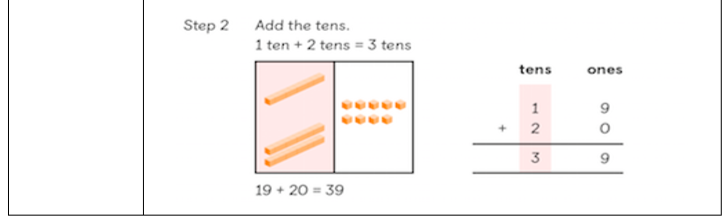 Step 2 Add the tens.
1 ten + 2 tens = 3 tens
tens ones
1 9
+ 2 0
3 9
19 + 20 = 39